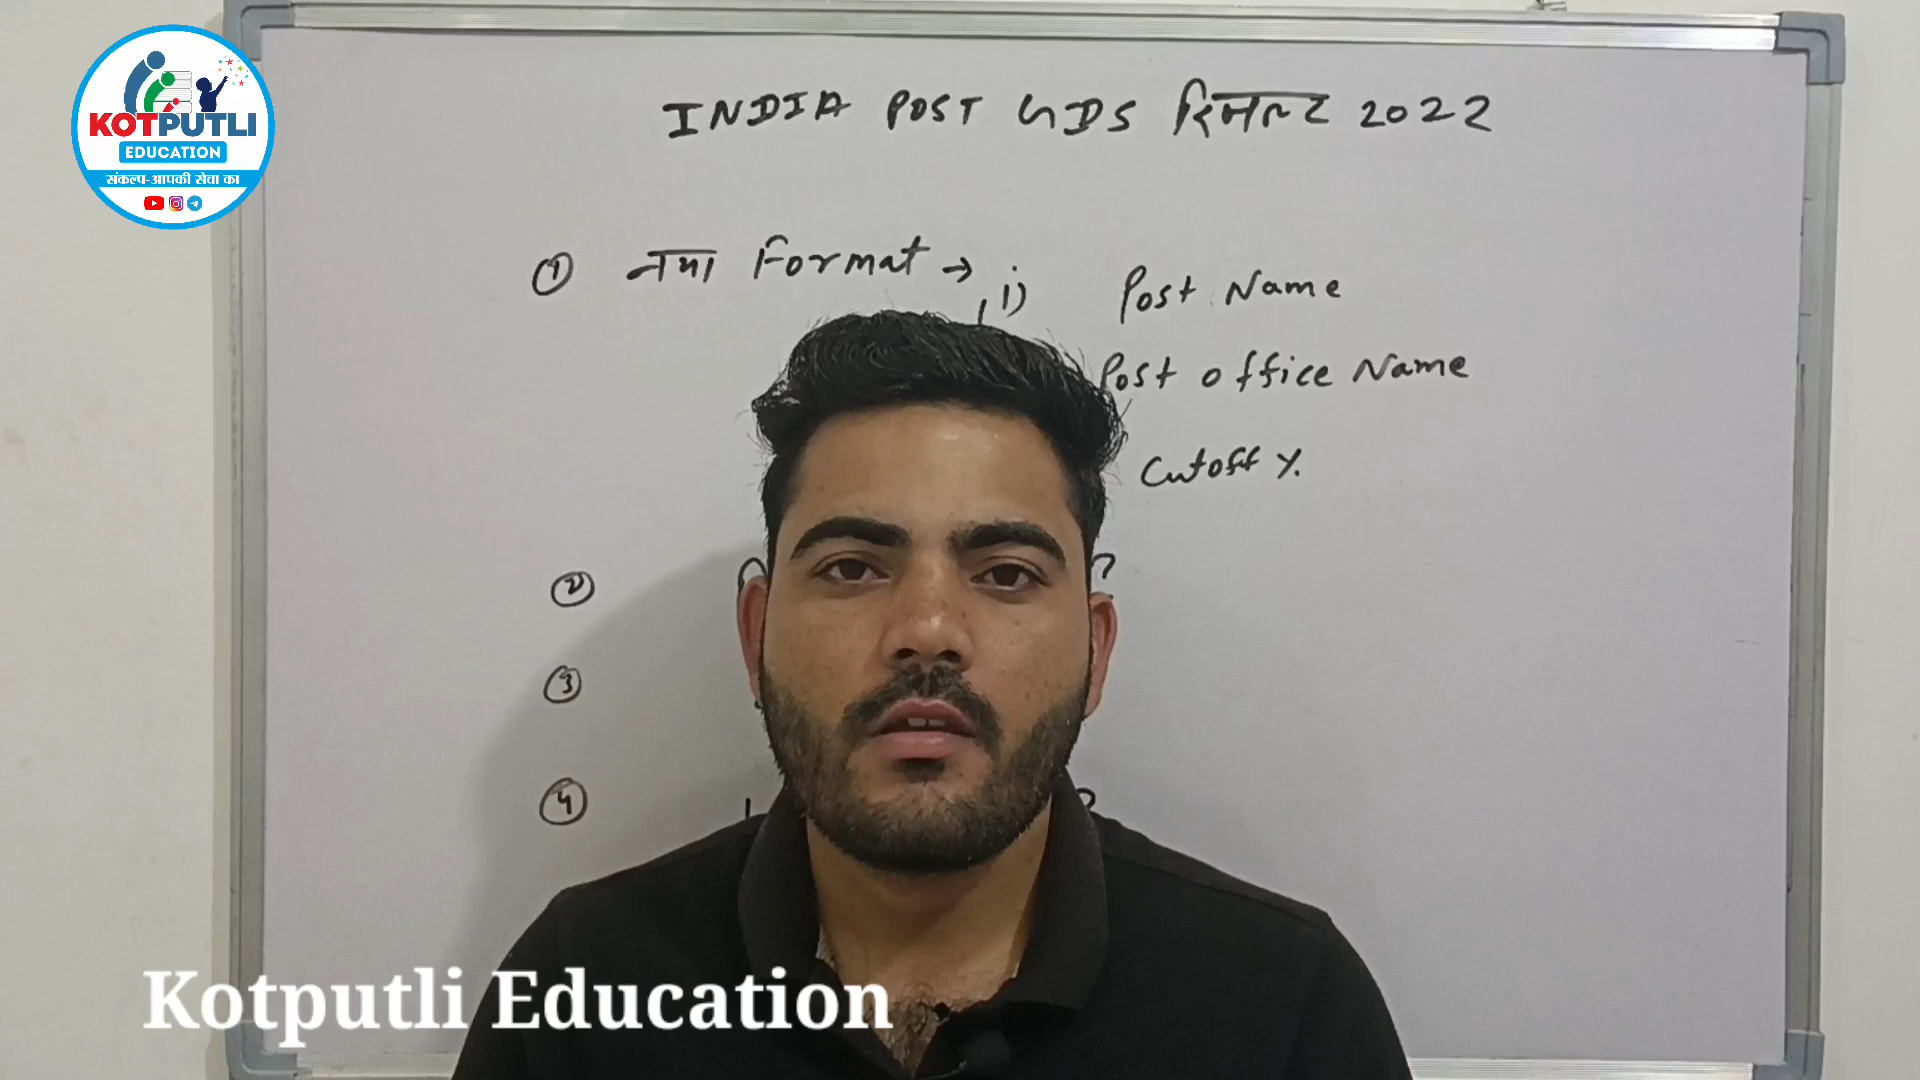 KOTPUTLI
EDUCATION
संकल्प-आपकी सेवा का
INDIA POST GDS रिजल्ट 2022
① नया Format → i) Post Name
Post office Name
Cutoff %
②
③
④
Kotputli Education